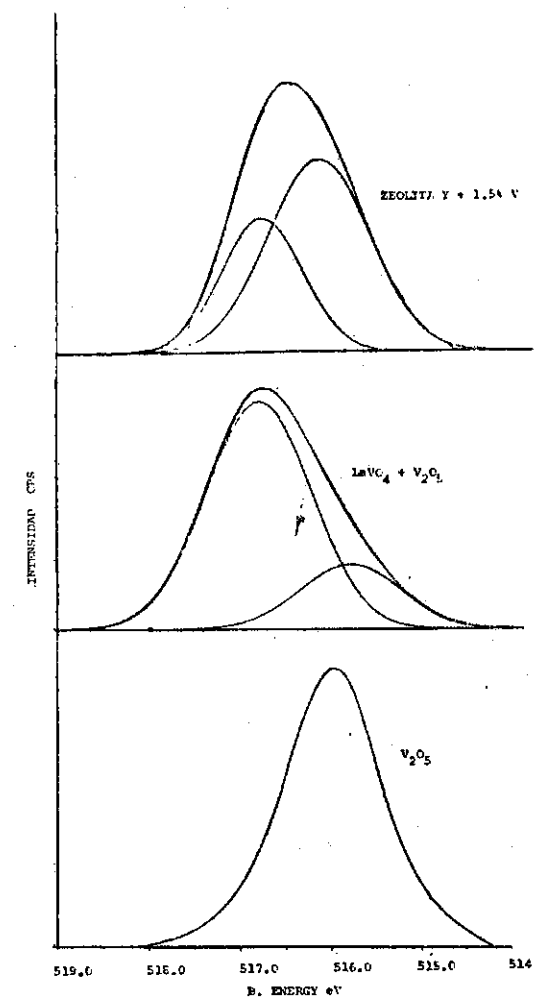 ZEOLITA Y + 1.5% V
LaVO4 + V2O5
INTENSIDAD CPS
V2O5
519.0 518.0 517.0 516.0 515.0 514
B. ENERGY eV